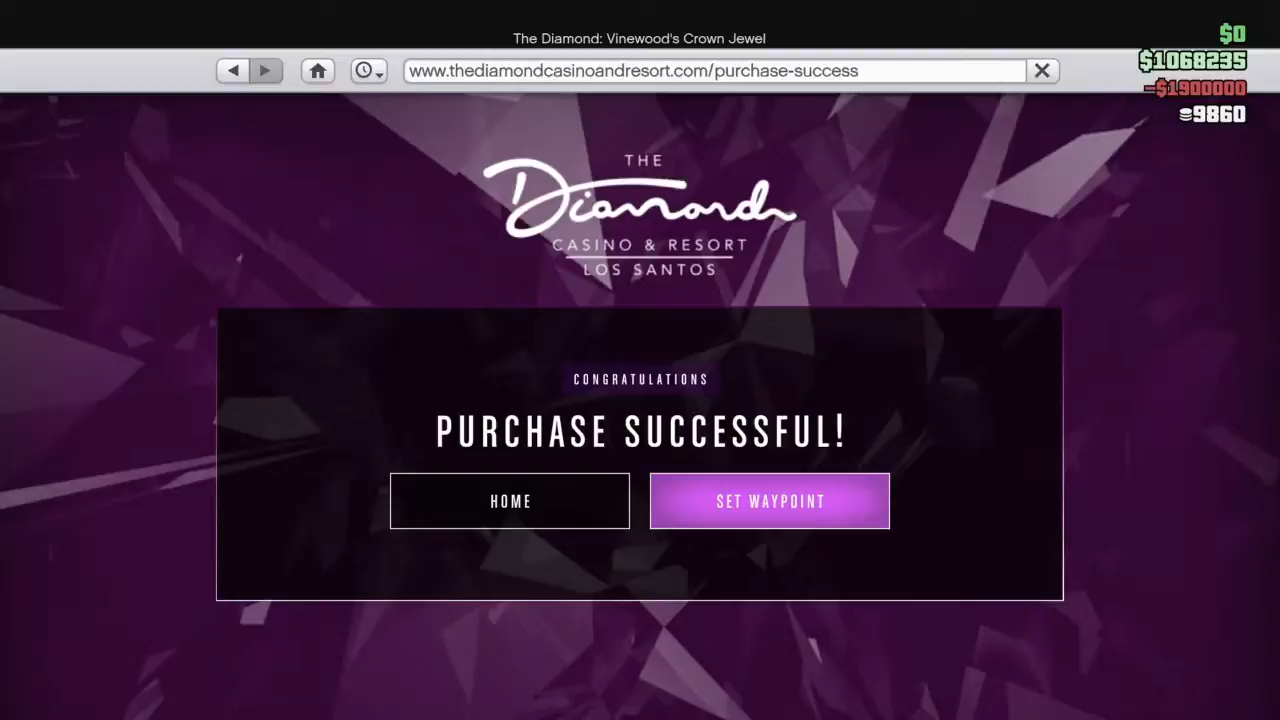 The Diamond: Vinewood's Crown Jewel
$0
$1068235
-$1900000
9860
www.thediamondcasinoandresort.com/purchase-success
THE
Diamond
CASINO & RESORT
LOS SANTOS
CONGRATULATIONS
PURCHASE SUCCESSFUL!
HOME
SET WAYPOINT